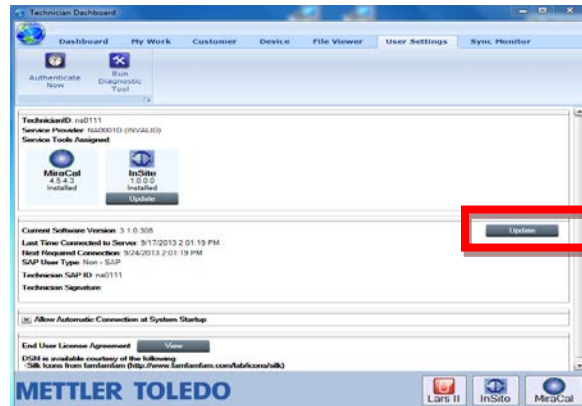 Technician Dashboard
Dashboard My Work Customer Device File Viewer User Settings Sync Monitor
Authenticate Now
Run Diagnostic Tool
TechnicianID: na0111
Service Provider: NA0001D (INVALID)
Service Tools Assigned:
MiraCal
4.5.4.3
Installed
InSite
1.0.0.0
Installed
Update
Current Software Version: 3.1.0.308
Update
Last Time Connected to Server: 9/17/2013 2:01:19 PM
Next Required Connection: 9/24/2013 2:01:19 PM
SAP User Type: Non - SAP
Technician SAP ID: na0111
Technician Signature:
Allow Automatic Connection at System Startup
End User License Agreement View
DSM is available courtesy of the following:
-Silk Icons from famfamfam (http://www.famfamfam.com/lab/icons/silk)
METTLER TOLEDO
Lars II InSite MiraCal